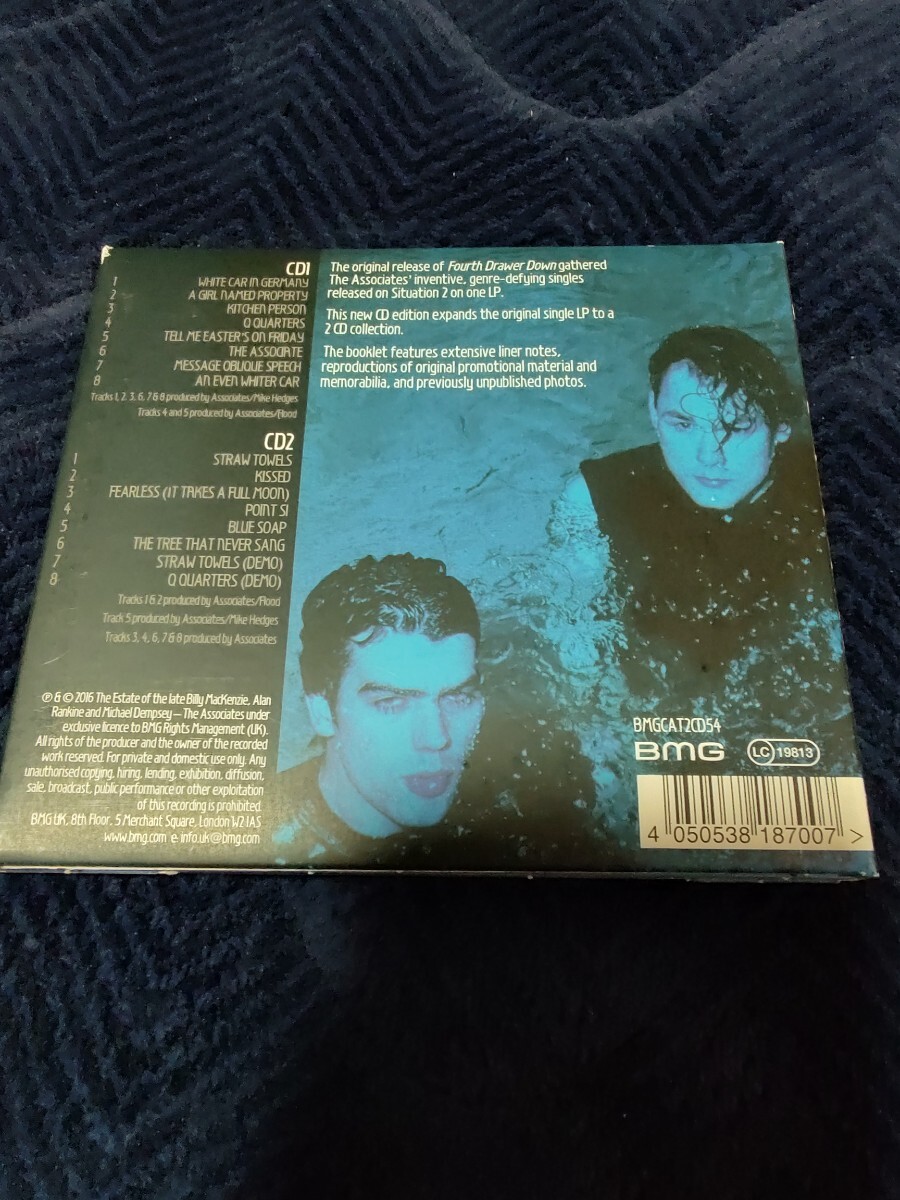 CD1
1 WHITE CAR IN GERMANY
2 A GIRL NAMED PROPERTY
3 KITCHEN PERSON
4 Q QUARTERS
5 TELL ME EASTER'S ON FRIDAY
6 THE ASSOCIATE
7 MESSAGE OBLIQUE SPEECH
8 AN EVEN WHITER CAR
Tracks 1, 2, 3, 6, 7 & 8 produced by Associates/Mike Hedges
Tracks 4 and 5 produced by Associates/Flood
CD2
1 STRAW TOWELS
2 KISSED
3 FEARLESS (IT TAKES A FULL MOON)
4 POINT SI
5 BLUE SOAP
6 THE TREE THAT NEVER SANG
7 STRAW TOWELS (DEMO)
8 Q QUARTERS (DEMO)
Tracks 1 & 2 produced by Associates/Flood
Track 5 produced by Associates/Mike Hedges
Tracks 3, 4, 6, 7 & 8 produced by Associates
℗ & © 2016 The Estate of the late Billy MacKenzie, Alan
Rankine and Michael Dempsey — The Associates under
exclusive licence to BMG Rights Management (UK).
All rights of the producer and the owner of the recorded
work reserved. For private and domestic use only. Any
unauthorised copying, hiring, lending, exhibition, diffusion,
sale, broadcast, public performance or other exploitation
of this recording is prohibited.
BMG UK, 8th Floor, 5 Merchant Square, London W2 1AS
www.bmg.com e·info.uk@bmg.com
The original release of Fourth Drawer Down gathered
The Associates' inventive, genre-defying singles
released on Situation 2 on one LP.
This new CD edition expands the original single LP to a
2 CD collection.
The booklet features extensive liner notes,
reproductions of original promotional material and
memorabilia, and previously unpublished photos.
BMGCAT2CD54
BMG LC 19813
4 050538 187007 >